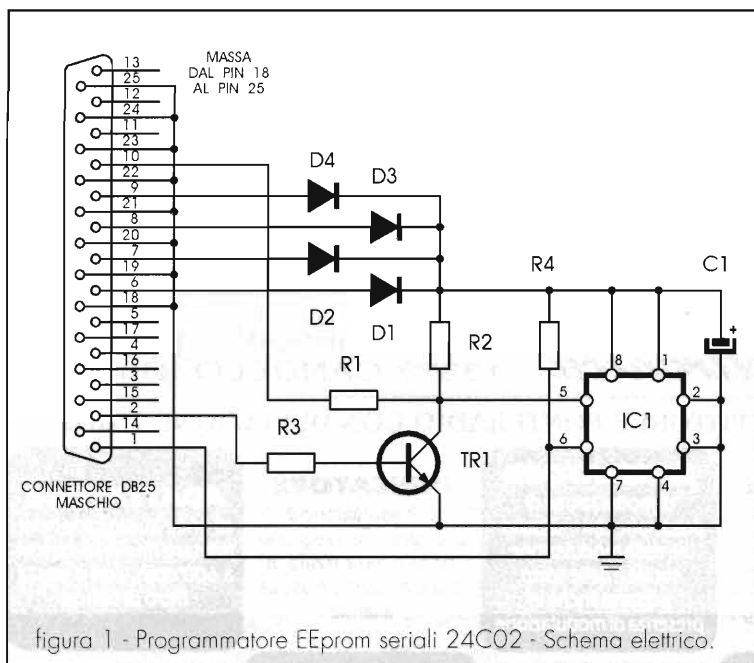 13
25
12
24
11
23
10
22
9
21
8
20
7
19
6
18
5
17
4
16
3
15
2
14
1
MASSA
DAL PIN 18
AL PIN 25
D4
D3
D2
D1
R4
C1
+
R2
R1
R3
TR1
8
1
5
2
IC1
6
3
7
4
CONNETTORE DB25
MASCHIO
figura 1 - Programmatore EEprom seriali 24C02 - Schema elettrico.